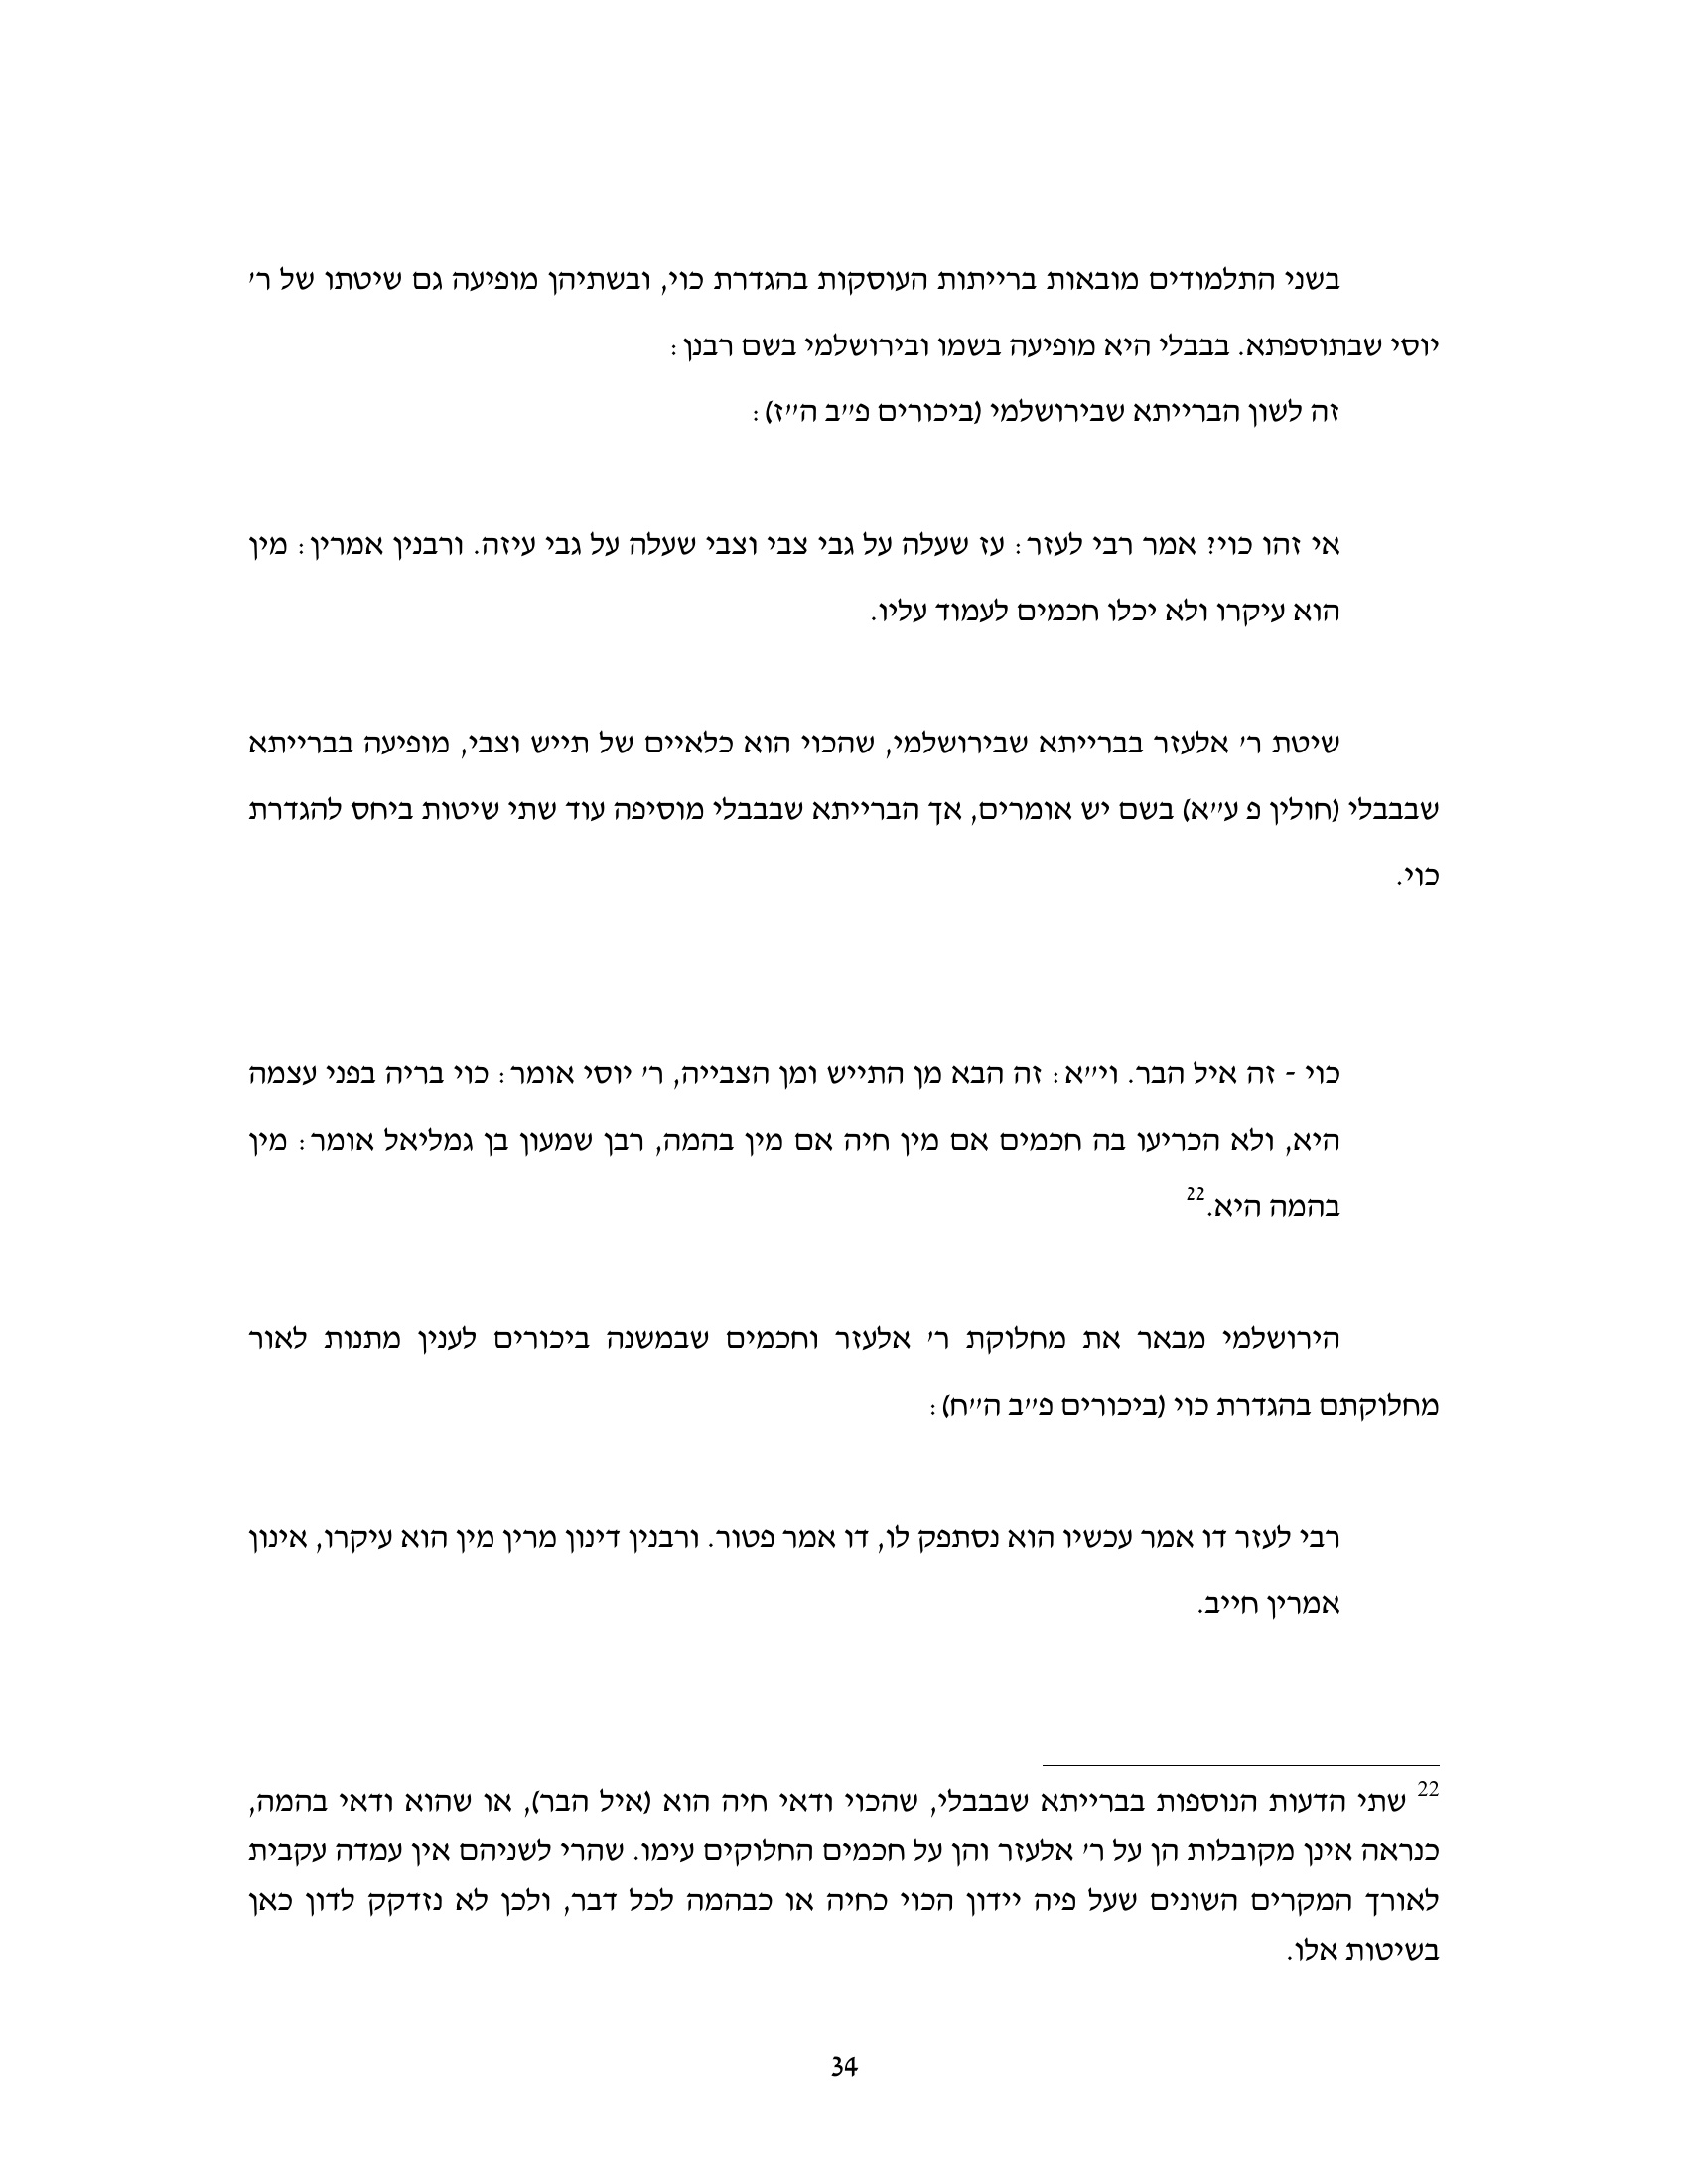 בשני התלמודים מובאות ברייתות העוסקות בהגדרת כוי, ובשתיהן מופיעה גם שיטתו של ר׳
יוסי שבתוספתא. בבבלי היא מופיעה בשמו ובירושלמי בשם רבנן:
זה לשון הברייתא שבירושלמי (ביכורים פ״ב ה״ז):
אי זהו כוי? אמר רבי לעזר: עז שעלה על גבי צבי וצבי שעלה על גבי עיזה. ורבנין אמרין: מין
הוא עיקרו ולא יכלו חכמים לעמוד עליו.
שיטת ר׳ אלעזר בברייתא שבירושלמי, שהכוי הוא כלאיים של תייש וצבי, מופיעה בברייתא
שבבבלי (חולין פ ע״א) בשם יש אומרים, אך הברייתא שבבבלי מוסיפה עוד שתי שיטות ביחס להגדרת
כוי.
כוי - זה איל הבר. וי״א: זה הבא מן התייש ומן הצבייה, ר׳ יוסי אומר: כוי בריה בפני עצמה
היא, ולא הכריעו בה חכמים אם מין חיה אם מין בהמה, רבן שמעון בן גמליאל אומר: מין
בהמה היא.22
הירושלמי מבאר את מחלוקת ר׳ אלעזר וחכמים שבמשנה ביכורים לענין מתנות לאור
מחלוקתם בהגדרת כוי (ביכורים פ״ב ה״ח):
רבי לעזר דו אמר עכשיו הוא נסתפק לו, דו אמר פטור. ורבנין דינון מרין מין הוא עיקרו, אינון
אמרין חייב.
22 שתי הדעות הנוספות בברייתא שבבבלי, שהכוי ודאי חיה הוא (איל הבר), או שהוא ודאי בהמה,
כנראה אינן מקובלות הן על ר׳ אלעזר והן על חכמים החלוקים עימו. שהרי לשניהם אין עמדה עקבית
לאורך המקרים השונים שעל פיה יידון הכוי כחיה או כבהמה לכל דבר, ולכן לא נזדקק לדון כאן
בשיטות אלו.
34